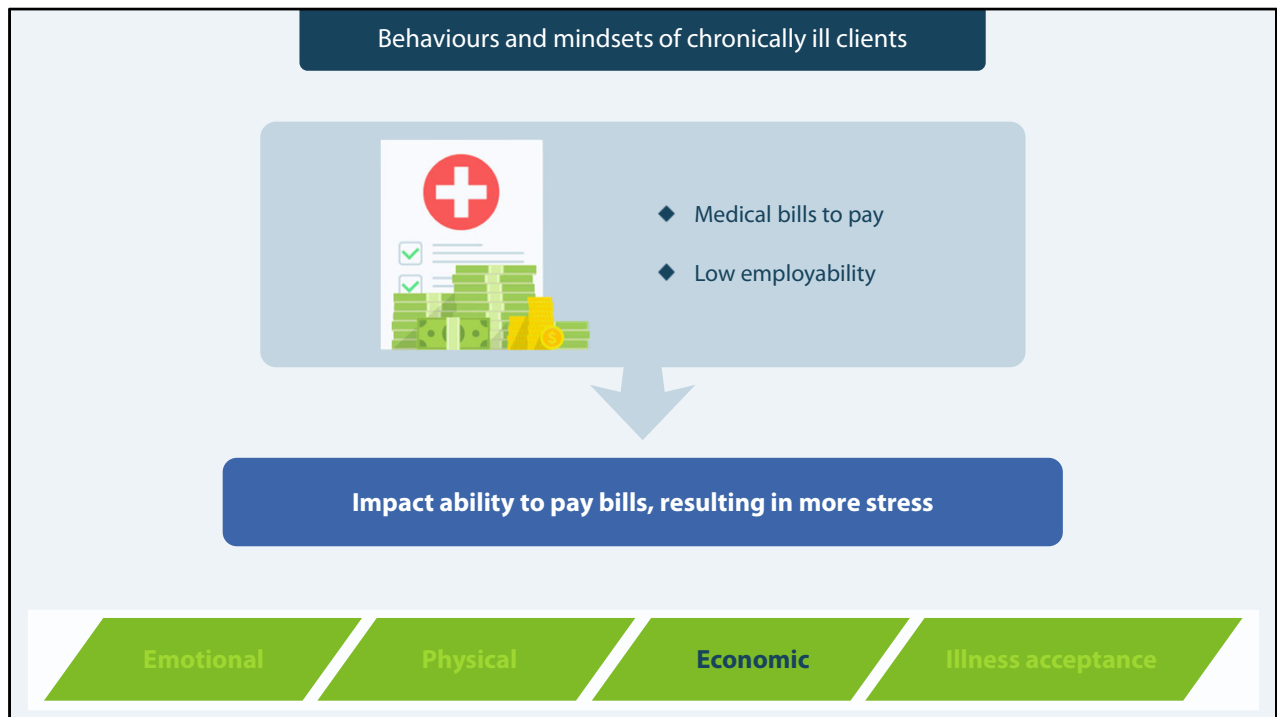 Behaviours and mindsets of chronically ill clients
Medical bills to pay
Low employability
Impact ability to pay bills, resulting in more stress
Emotional
Physical
Economic
Illness acceptance